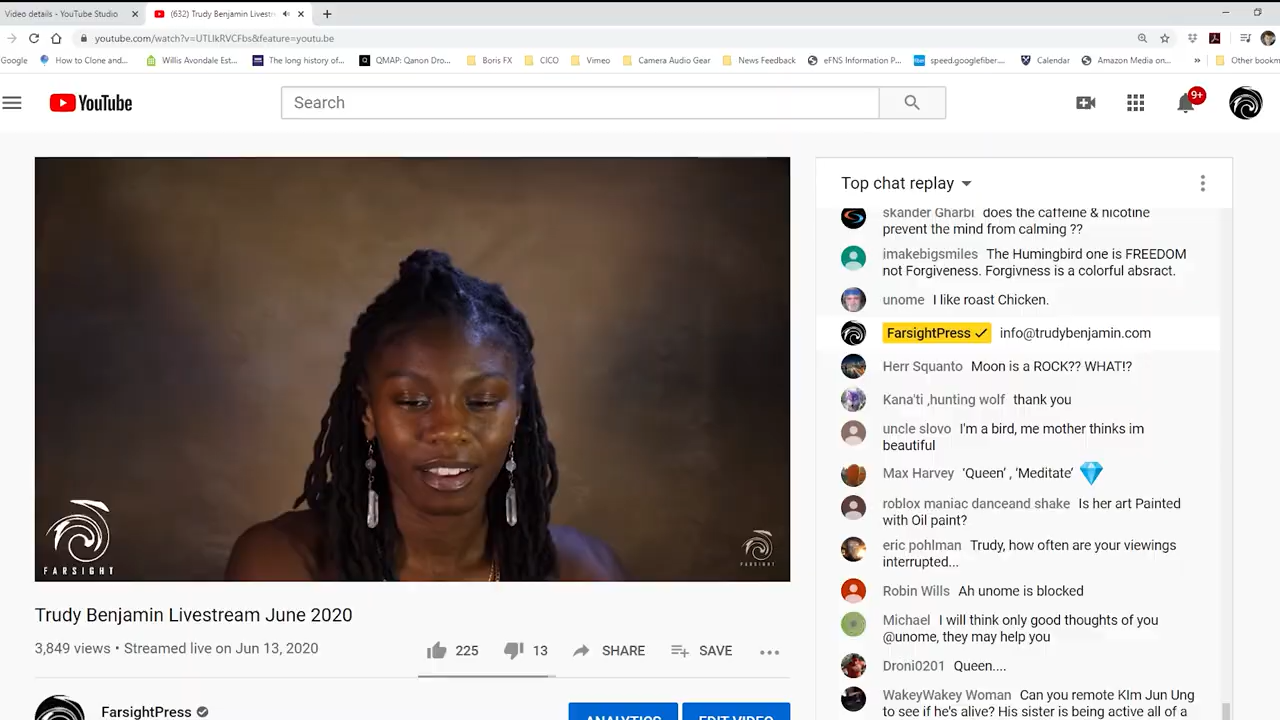 Video details - YouTube Studio
(632) Trudy Benjamin Livestre
youtube.com/watch?v=UTLIkRVCFbs&feature=youtu.be
Google How to Clone and... Willis Avondale Est... The long history of... QMAP: Qanon Dro... Boris FX CICO Vimeo Camera Audio Gear News Feedback eFNS Information P... speed.googlefiber.... Calendar Amazon Media on... » Other bookm
YouTube
Search
9+
Top chat replay
skander Gharbi does the caffeine & nicotine
prevent the mind from calming ??
imakebigsmiles The Humingbird one is FREEDOM
not Forgiveness. Forgivness is a colorful absract.
unome I like roast Chicken.
FarsightPress info@trudybenjamin.com
Herr Squanto Moon is a ROCK?? WHAT!?
Kana'ti ,hunting wolf thank you
uncle slovo I'm a bird, me mother thinks im
beautiful
Max Harvey ‘Queen’ , ‘Meditate’
roblox maniac danceand shake Is her art Painted
with Oil paint?
eric pohlman Trudy, how often are your viewings
interrupted...
Robin Wills Ah unome is blocked
Michael I will think only good thoughts of you
@unome, they may help you
Droni0201 Queen....
WakeyWakey Woman Can you remote KIm Jun Ung
to see if he's alive? His sister is being active all of a
FARSIGHT
FARSIGHT
Trudy Benjamin Livestream June 2020
3,849 views • Streamed live on Jun 13, 2020
225 13 SHARE SAVE
FarsightPress
ANALYTICS EDIT VIDEO